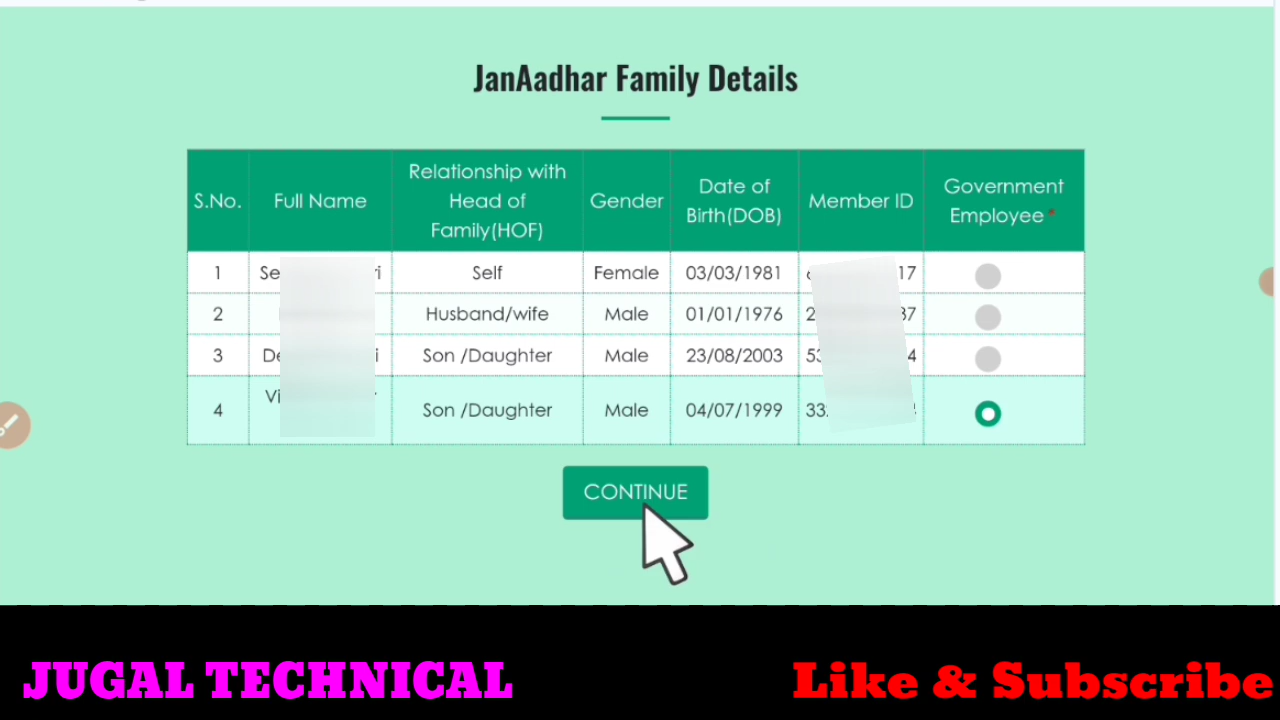 JanAadhar Family Details
S.No. Full Name Relationship with Head of Family(HOF) Gender Date of Birth(DOB) Member ID Government Employee *
1 Self Female 03/03/1981 17
2 Husband/wife Male 01/01/1976 37
3 Son /Daughter Male 23/08/2003 53 4
4 Son /Daughter Male 04/07/1999 33
CONTINUE
JUGAL TECHNICAL
Like & Subscribe